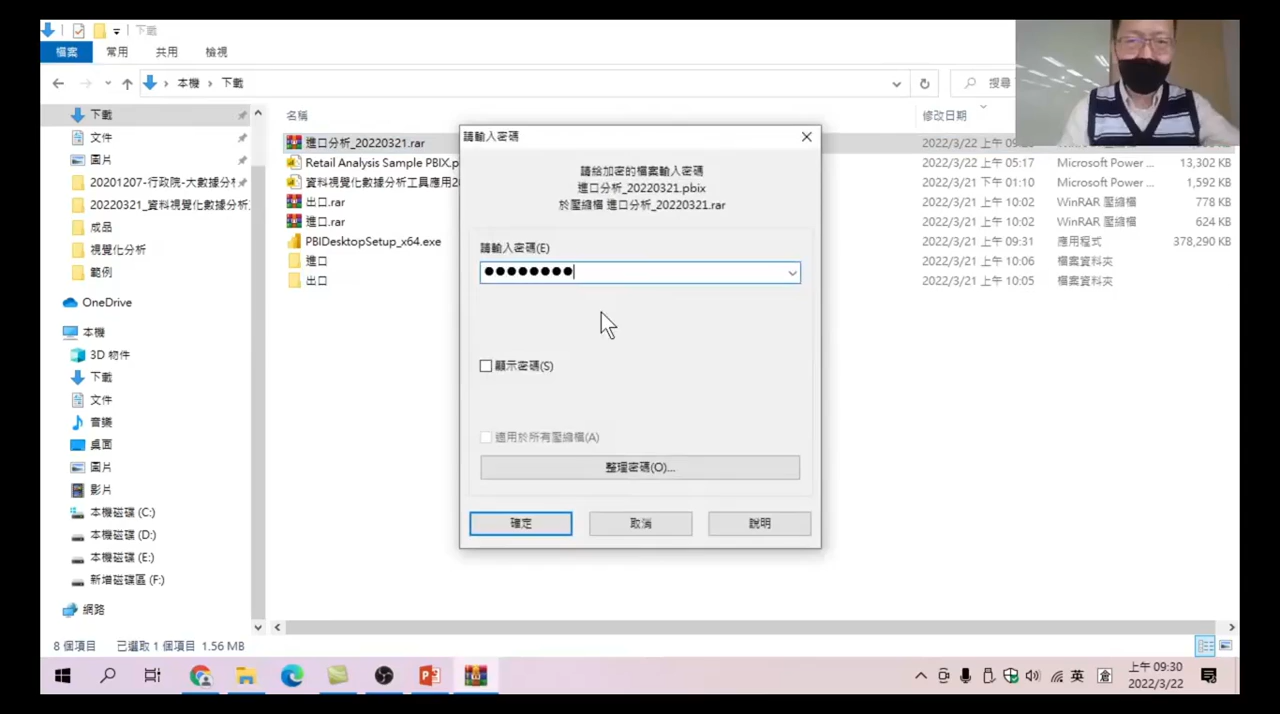 下載
檔案 常用 共用 檢視
本機 › 下載
搜尋
名稱 修改日期
下載
文件
圖片
20201207-行政院-大數據分析
20220321_資料視覺化數據分析
成品
視覺化分析
範例
OneDrive
本機
3D 物件
下載
文件
音樂
桌面
圖片
影片
本機磁碟 (C:)
本機磁碟 (D:)
本機磁碟 (E:)
新增磁碟區 (F:)
網路
進口分析_20220321.rar 2022/3/22 上午
Retail Analysis Sample PBIX.p 2022/3/22 上午 05:17 Microsoft Power ... 13,302 KB
資料視覺化數據分析工具應用2 2022/3/21 下午 01:10 Microsoft Power ... 1,592 KB
出口.rar 2022/3/21 上午 10:02 WinRAR 壓縮檔 778 KB
進口.rar 2022/3/21 上午 10:02 WinRAR 壓縮檔 624 KB
PBIDesktopSetup_x64.exe 2022/3/21 上午 09:31 應用程式 378,290 KB
進口 2022/3/21 上午 10:06 檔案資料夾
出口 2022/3/21 上午 10:05 檔案資料夾
請輸入密碼
請給加密的檔案輸入密碼
進口分析_20220321.pbix
於壓縮檔 進口分析_20220321.rar
請輸入密碼(E)
顯示密碼(S)
適用於所有壓縮檔(A)
整理密碼(O)...
確定 取消 說明
8 個項目 已選取 1 個項目 1.56 MB
英 倉 上午 09:30
2022/3/22